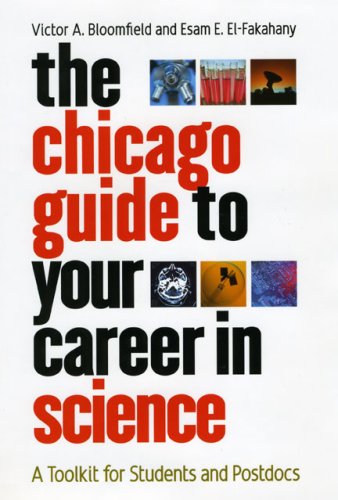 Victor A. Bloomfield and Esam E. El-Fakahany
the
chicago
guide to
your
career in
science
A Toolkit for Students and Postdocs